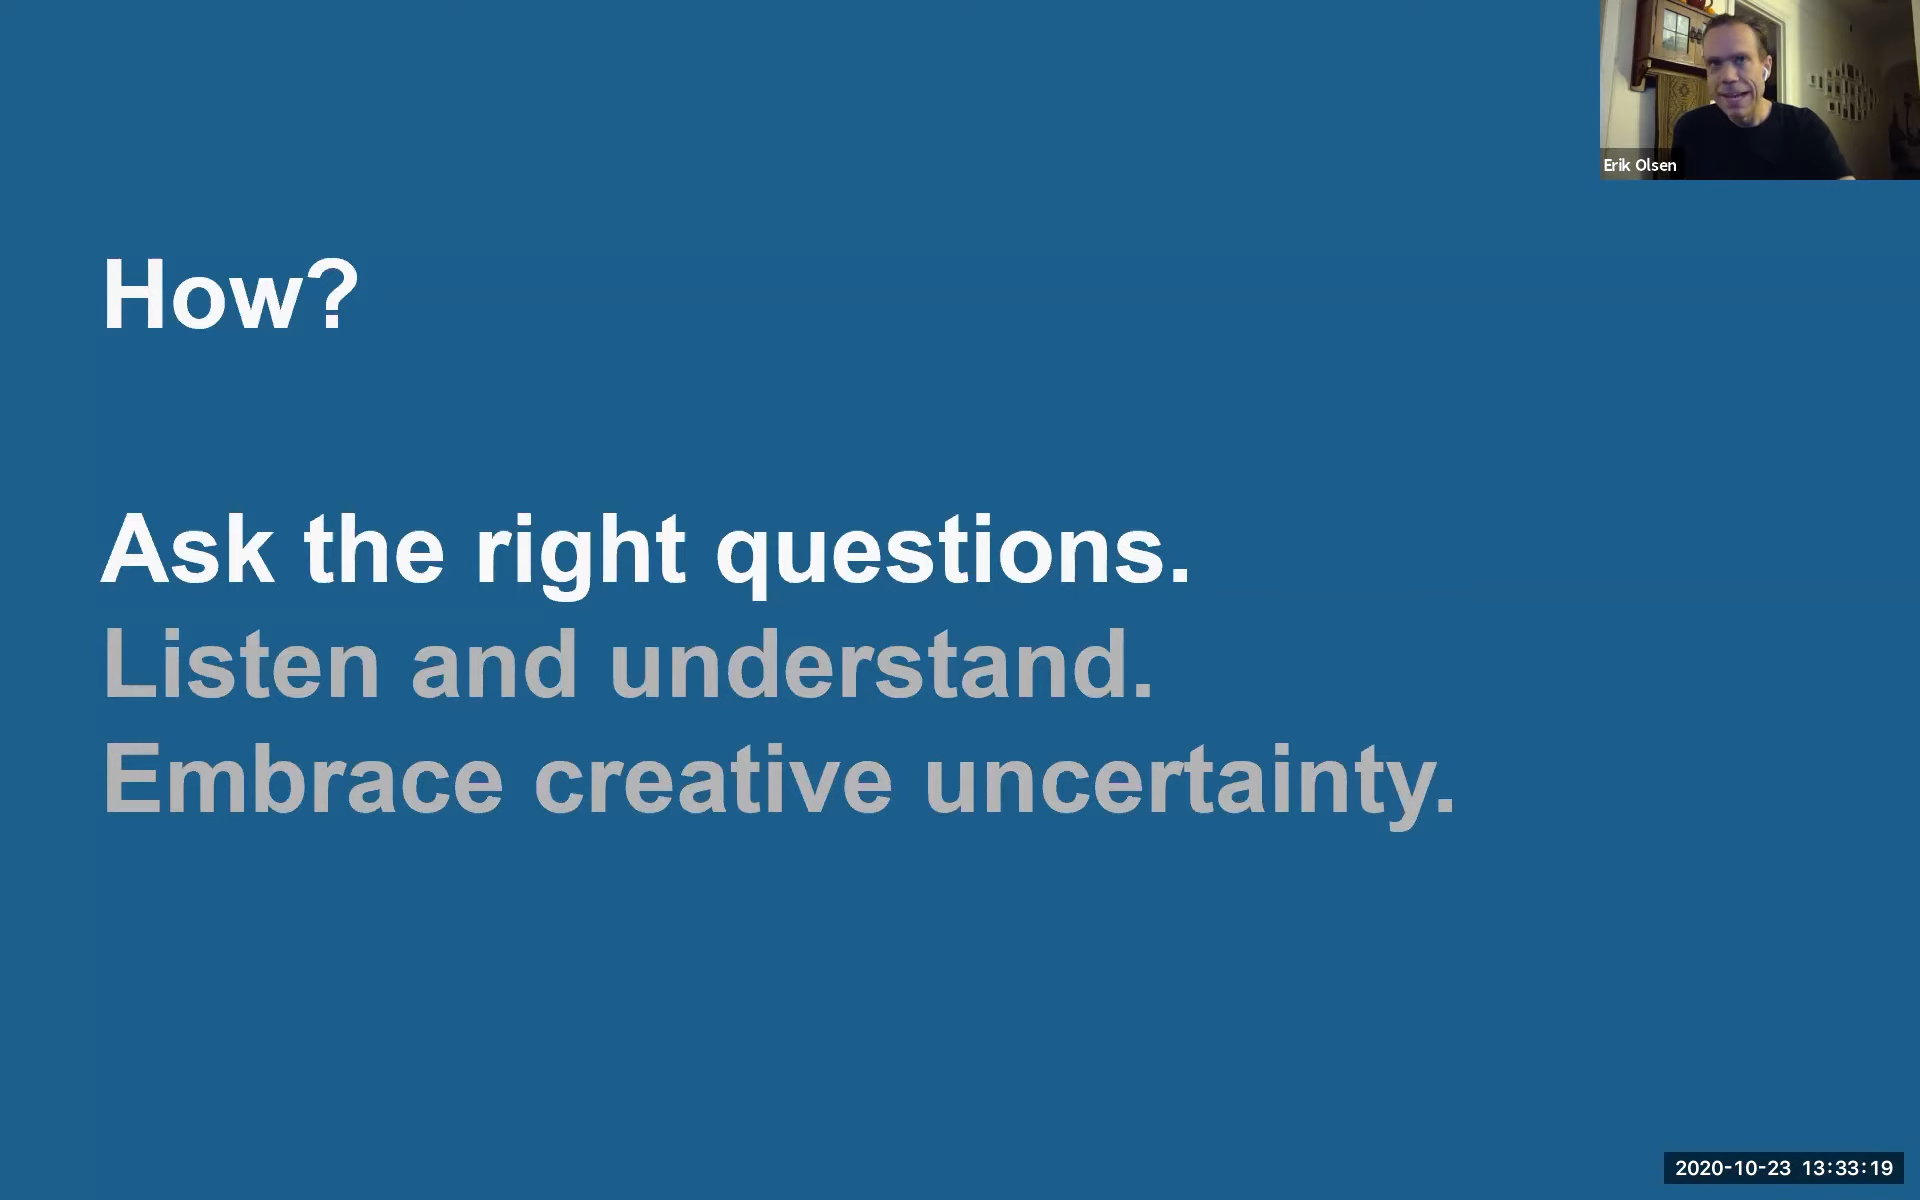 Erik Olsen
How?
Ask the right questions.
Listen and understand.
Embrace creative uncertainty.
2020-10-23 13:33:19